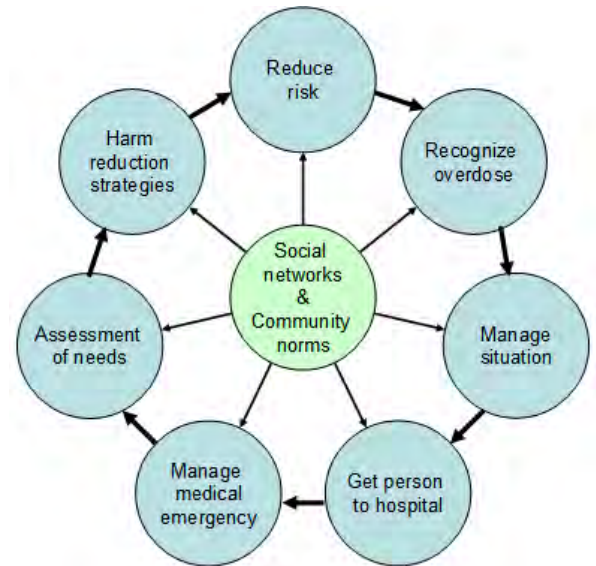 Reduce
risk
Recognize
overdose
Manage
situation
Get person
to hospital
Manage
medical
emergency
Assessment
of needs
Harm
reduction
strategies
Social
networks
&
Community
norms